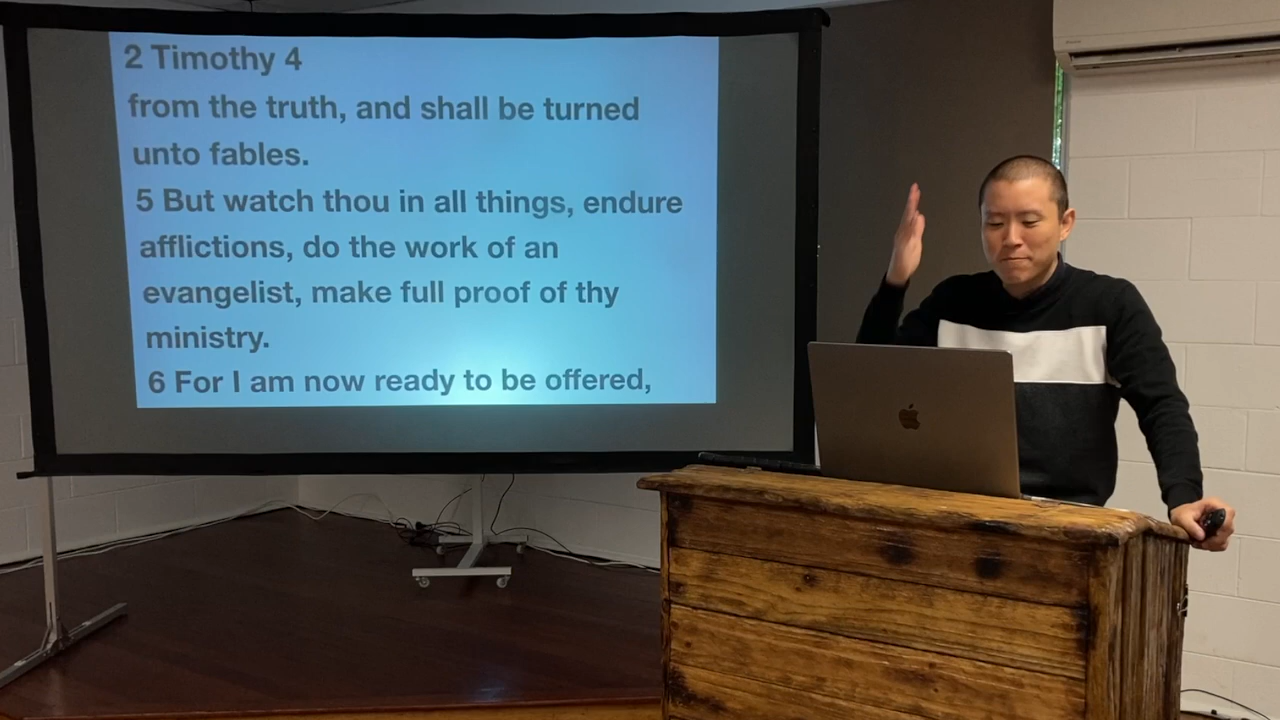 2 Timothy 4
from the truth, and shall be turned
unto fables.
5 But watch thou in all things, endure
afflictions, do the work of an
evangelist, make full proof of thy
ministry.
6 For I am now ready to be offered,